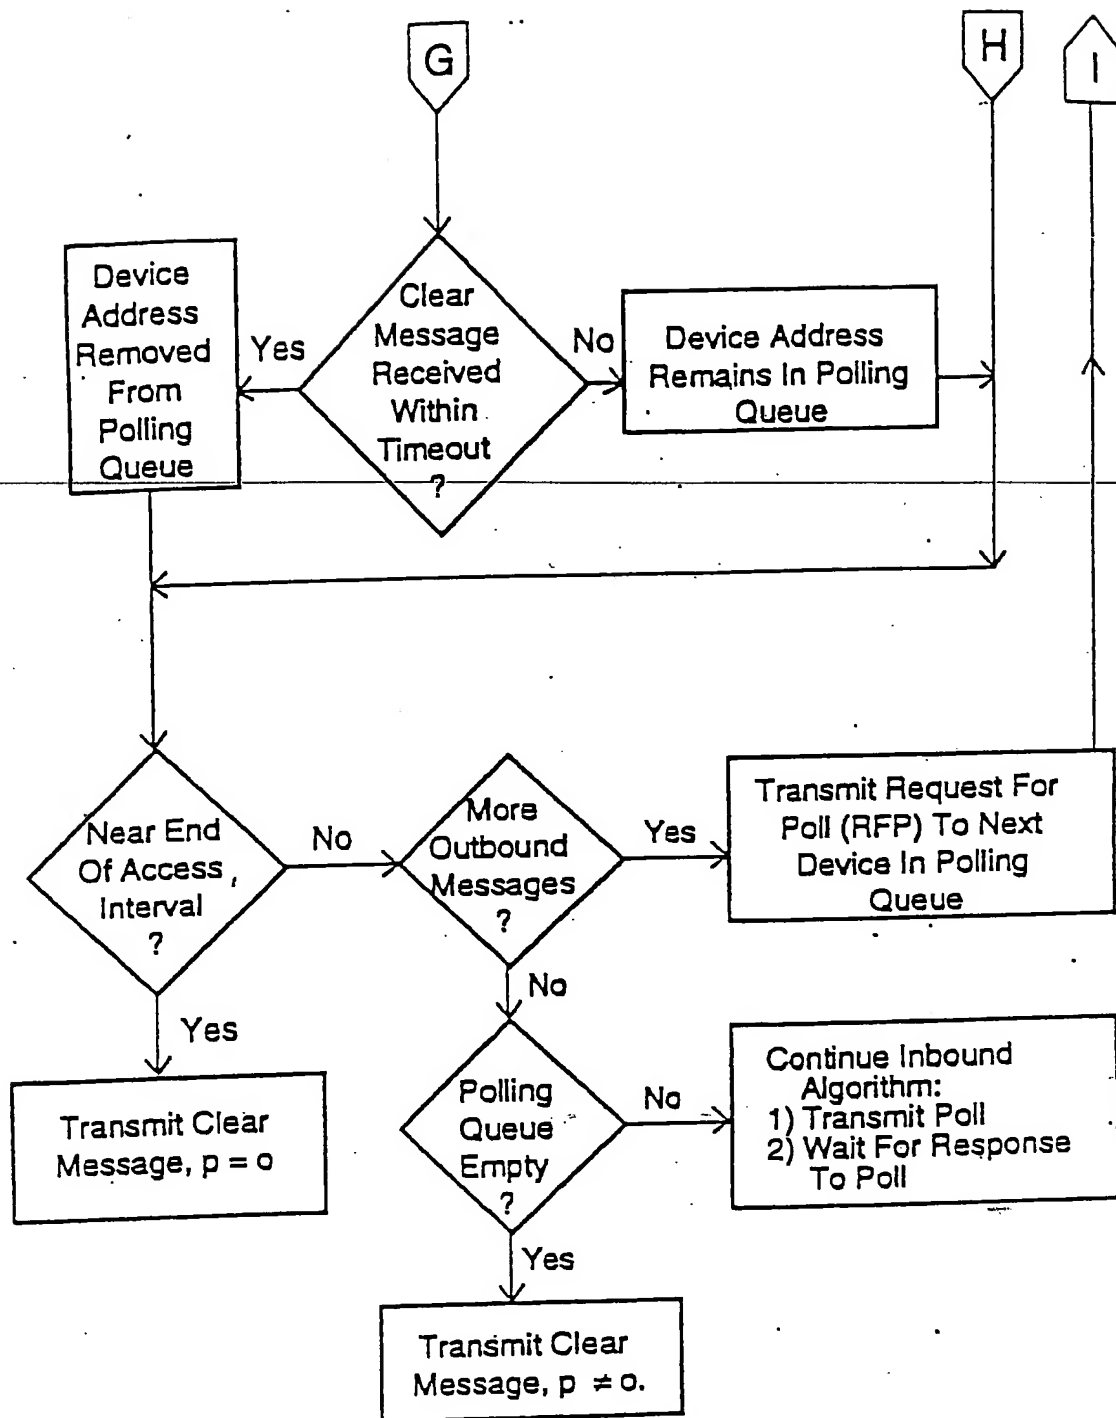 G
H
I
Device
Address
Removed
From
Polling
Queue
Yes
Clear
Message
Received
Within
Timeout
?
No
Device Address
Remains In Polling
Queue
Near End
Of Access
Interval
?
No
More
Outbound
Messages
?
Yes
Transmit Request For
Poll (RFP) To Next
Device In Polling
Queue
Yes
No
Transmit Clear
Message, p = o
Polling
Queue
Empty
?
No
Continue Inbound
Algorithm:
1) Transmit Poll
2) Wait For Response
To Poll
Yes
Transmit Clear
Message, p ≠ o.